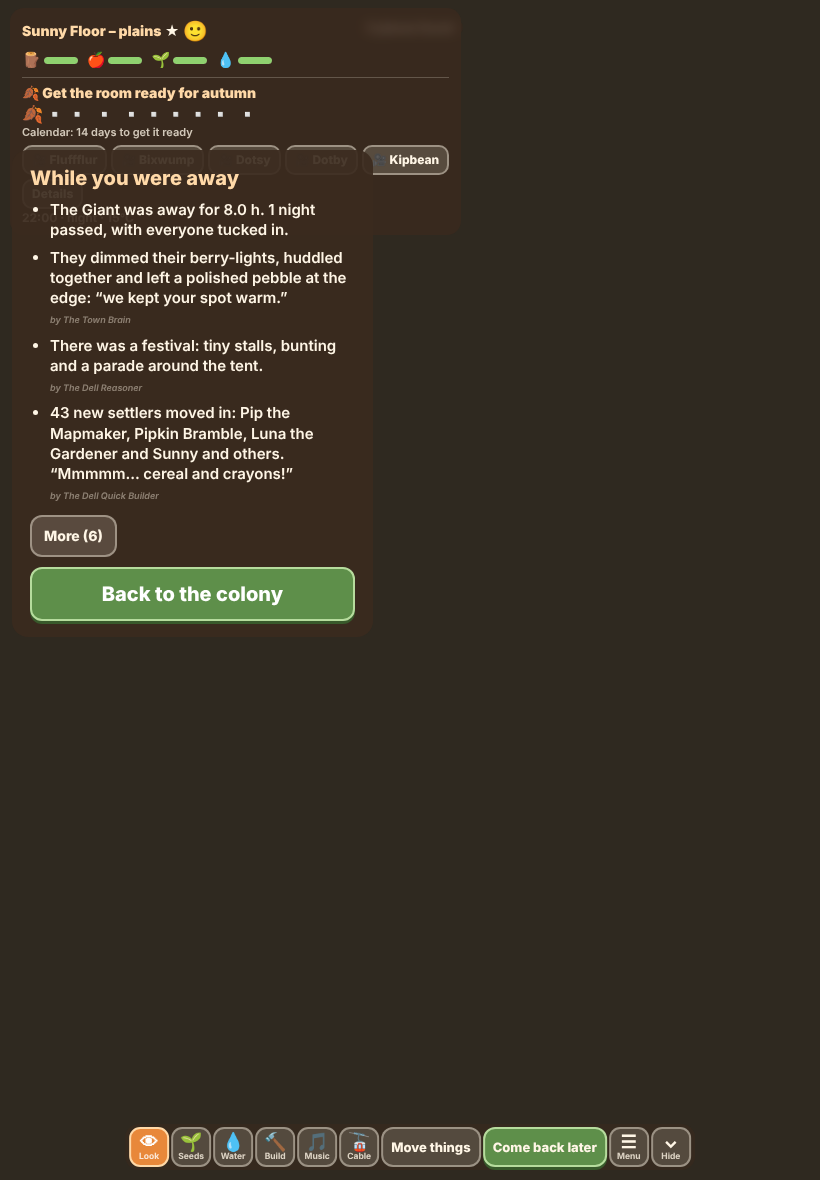 Sunny Floor – plains ★
Get the room ready for autumn
Calendar: 14 days to get it ready
Fluffflur Bixwump Dotsy Dotby Kipbean
Details
While you were away
• The Giant was away for 8.0 h. 1 night
passed, with everyone tucked in.
• They dimmed their berry-lights, huddled
together and left a polished pebble at the
edge: “we kept your spot warm.”
by The Town Brain
• There was a festival: tiny stalls, bunting
and a parade around the tent.
by The Dell Reasoner
• 43 new settlers moved in: Pip the
Mapmaker, Pipkin Bramble, Luna the
Gardener and Sunny and others.
“Mmmmm… cereal and crayons!”
by The Dell Quick Builder
More (6)
Back to the colony
Look Seeds Water Build Music Cable Move things Come back later Menu Hide